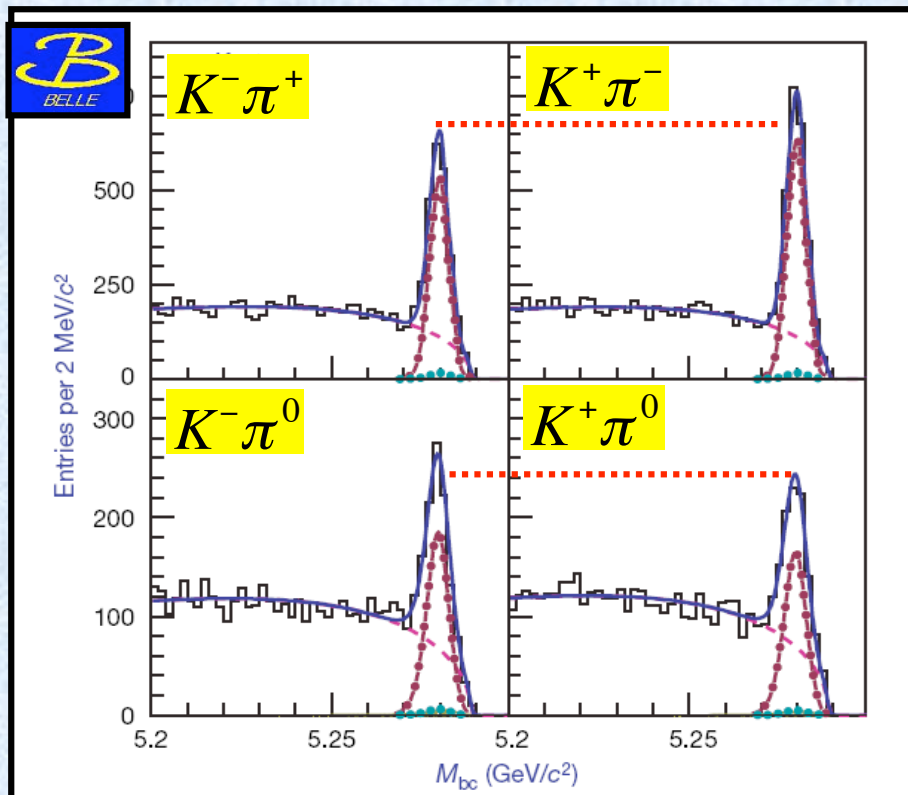 BELLE
K⁻π⁺
K⁺π⁻
500
250
0
Entries per 2 MeV/c²
K⁻π⁰
K⁺π⁰
300
200
100
0
5.2
5.25
5.2
5.25
M_bc (GeV/c²)